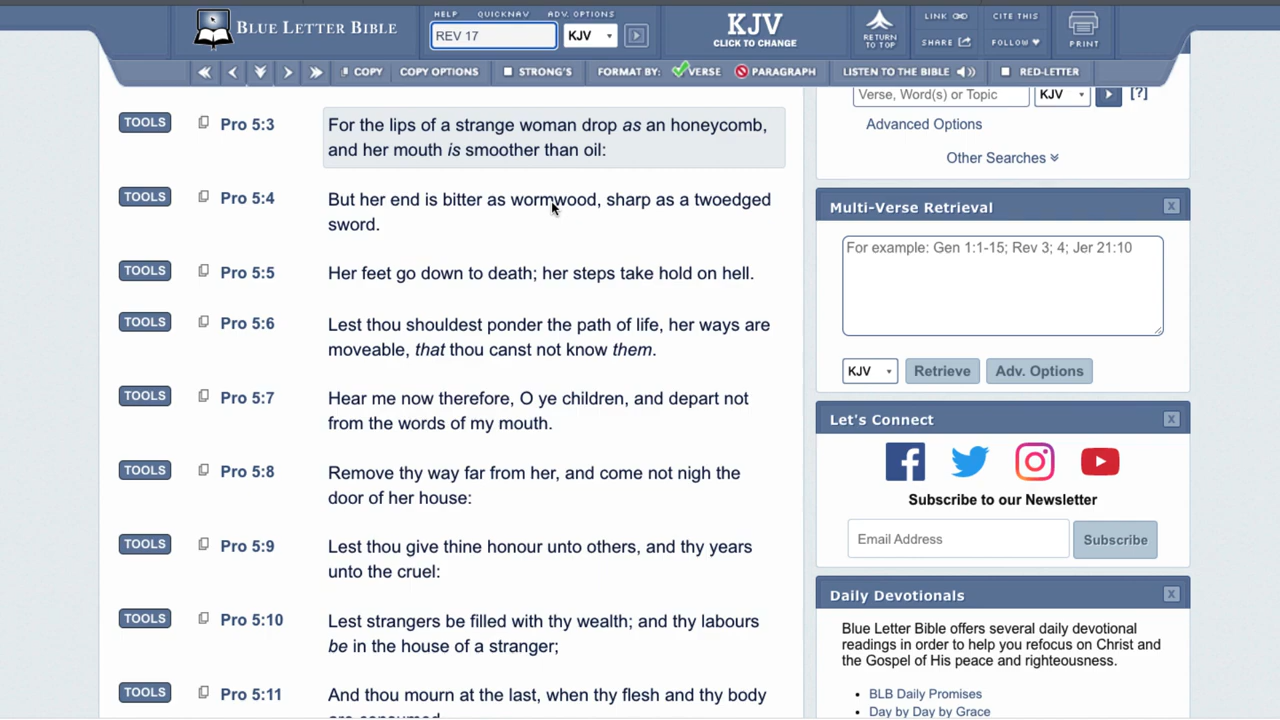 HELP QUICKNAV ADV. OPTIONS
BLUE LETTER BIBLE
REV 17
KJV
KJV
CLICK TO CHANGE
RETURN
TO TOP
LINK
SHARE
CITE THIS
FOLLOW
PRINT
COPY
COPY OPTIONS
STRONG'S
FORMAT BY:
VERSE
PARAGRAPH
LISTEN TO THE BIBLE
RED-LETTER
TOOLS
Pro 5:3
For the lips of a strange woman drop as an honeycomb,
and her mouth is smoother than oil:
TOOLS
Pro 5:4
But her end is bitter as wormwood, sharp as a twoedged
sword.
TOOLS
Pro 5:5
Her feet go down to death; her steps take hold on hell.
TOOLS
Pro 5:6
Lest thou shouldest ponder the path of life, her ways are
moveable, that thou canst not know them.
TOOLS
Pro 5:7
Hear me now therefore, O ye children, and depart not
from the words of my mouth.
TOOLS
Pro 5:8
Remove thy way far from her, and come not nigh the
door of her house:
TOOLS
Pro 5:9
Lest thou give thine honour unto others, and thy years
unto the cruel:
TOOLS
Pro 5:10
Lest strangers be filled with thy wealth; and thy labours
be in the house of a stranger;
TOOLS
Pro 5:11
And thou mourn at the last, when thy flesh and thy body
are consumed,
Verse, Word(s) or Topic
KJV
[?]
Advanced Options
Other Searches
Multi-Verse Retrieval
X
For example: Gen 1:1-15; Rev 3; 4; Jer 21:10
KJV
Retrieve
Adv. Options
Let's Connect
X
Subscribe to our Newsletter
Email Address
Subscribe
Daily Devotionals
X
Blue Letter Bible offers several daily devotional
readings in order to help you refocus on Christ and
the Gospel of His peace and righteousness.
BLB Daily Promises
Day by Day by Grace